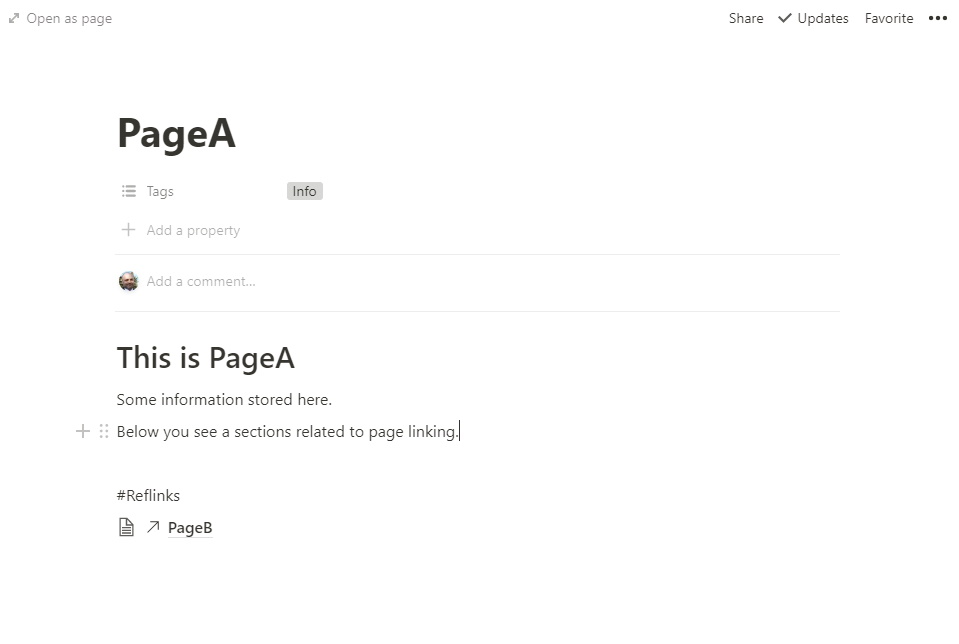 Open as page
Share Updates Favorite
PageA
Tags Info
Add a property
Add a comment...
This is PageA
Some information stored here.
Below you see a sections related to page linking.
#Reflinks
PageB